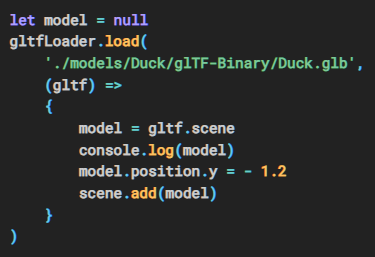 let model = null
gltfLoader.load(
    './models/Duck/glTF-Binary/Duck.glb',
    (gltf) =>
    {
        model = gltf.scene
        console.log(model)
        model.position.y = - 1.2
        scene.add(model)
    }
)